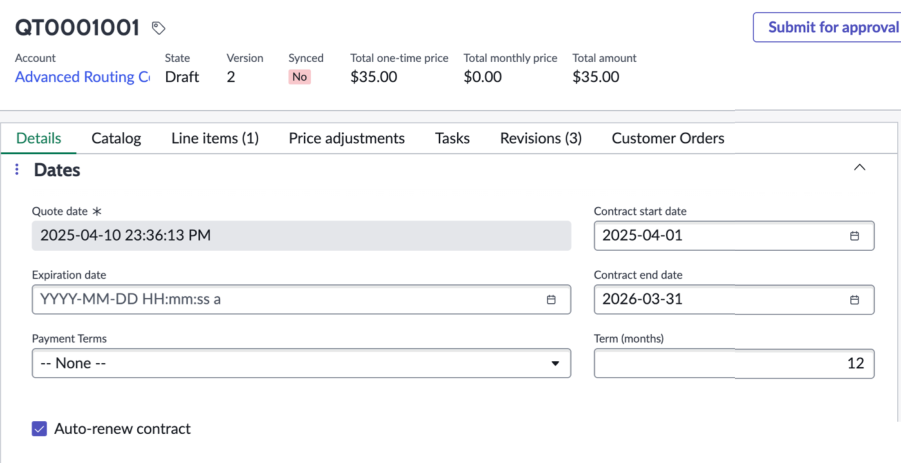 QT0001001
Submit for approval
Account State Version Synced Total one-time price Total monthly price Total amount
Advanced Routing Draft 2 No $35.00 $0.00 $35.00
Details Catalog Line items (1) Price adjustments Tasks Revisions (3) Customer Orders
Dates
Quote date * Contract start date
2025-04-10 23:36:13 PM 2025-04-01
Expiration date Contract end date
YYYY-MM-DD HH:mm:ss a 2026-03-31
Payment Terms Term (months)
-- None -- 12
Auto-renew contract